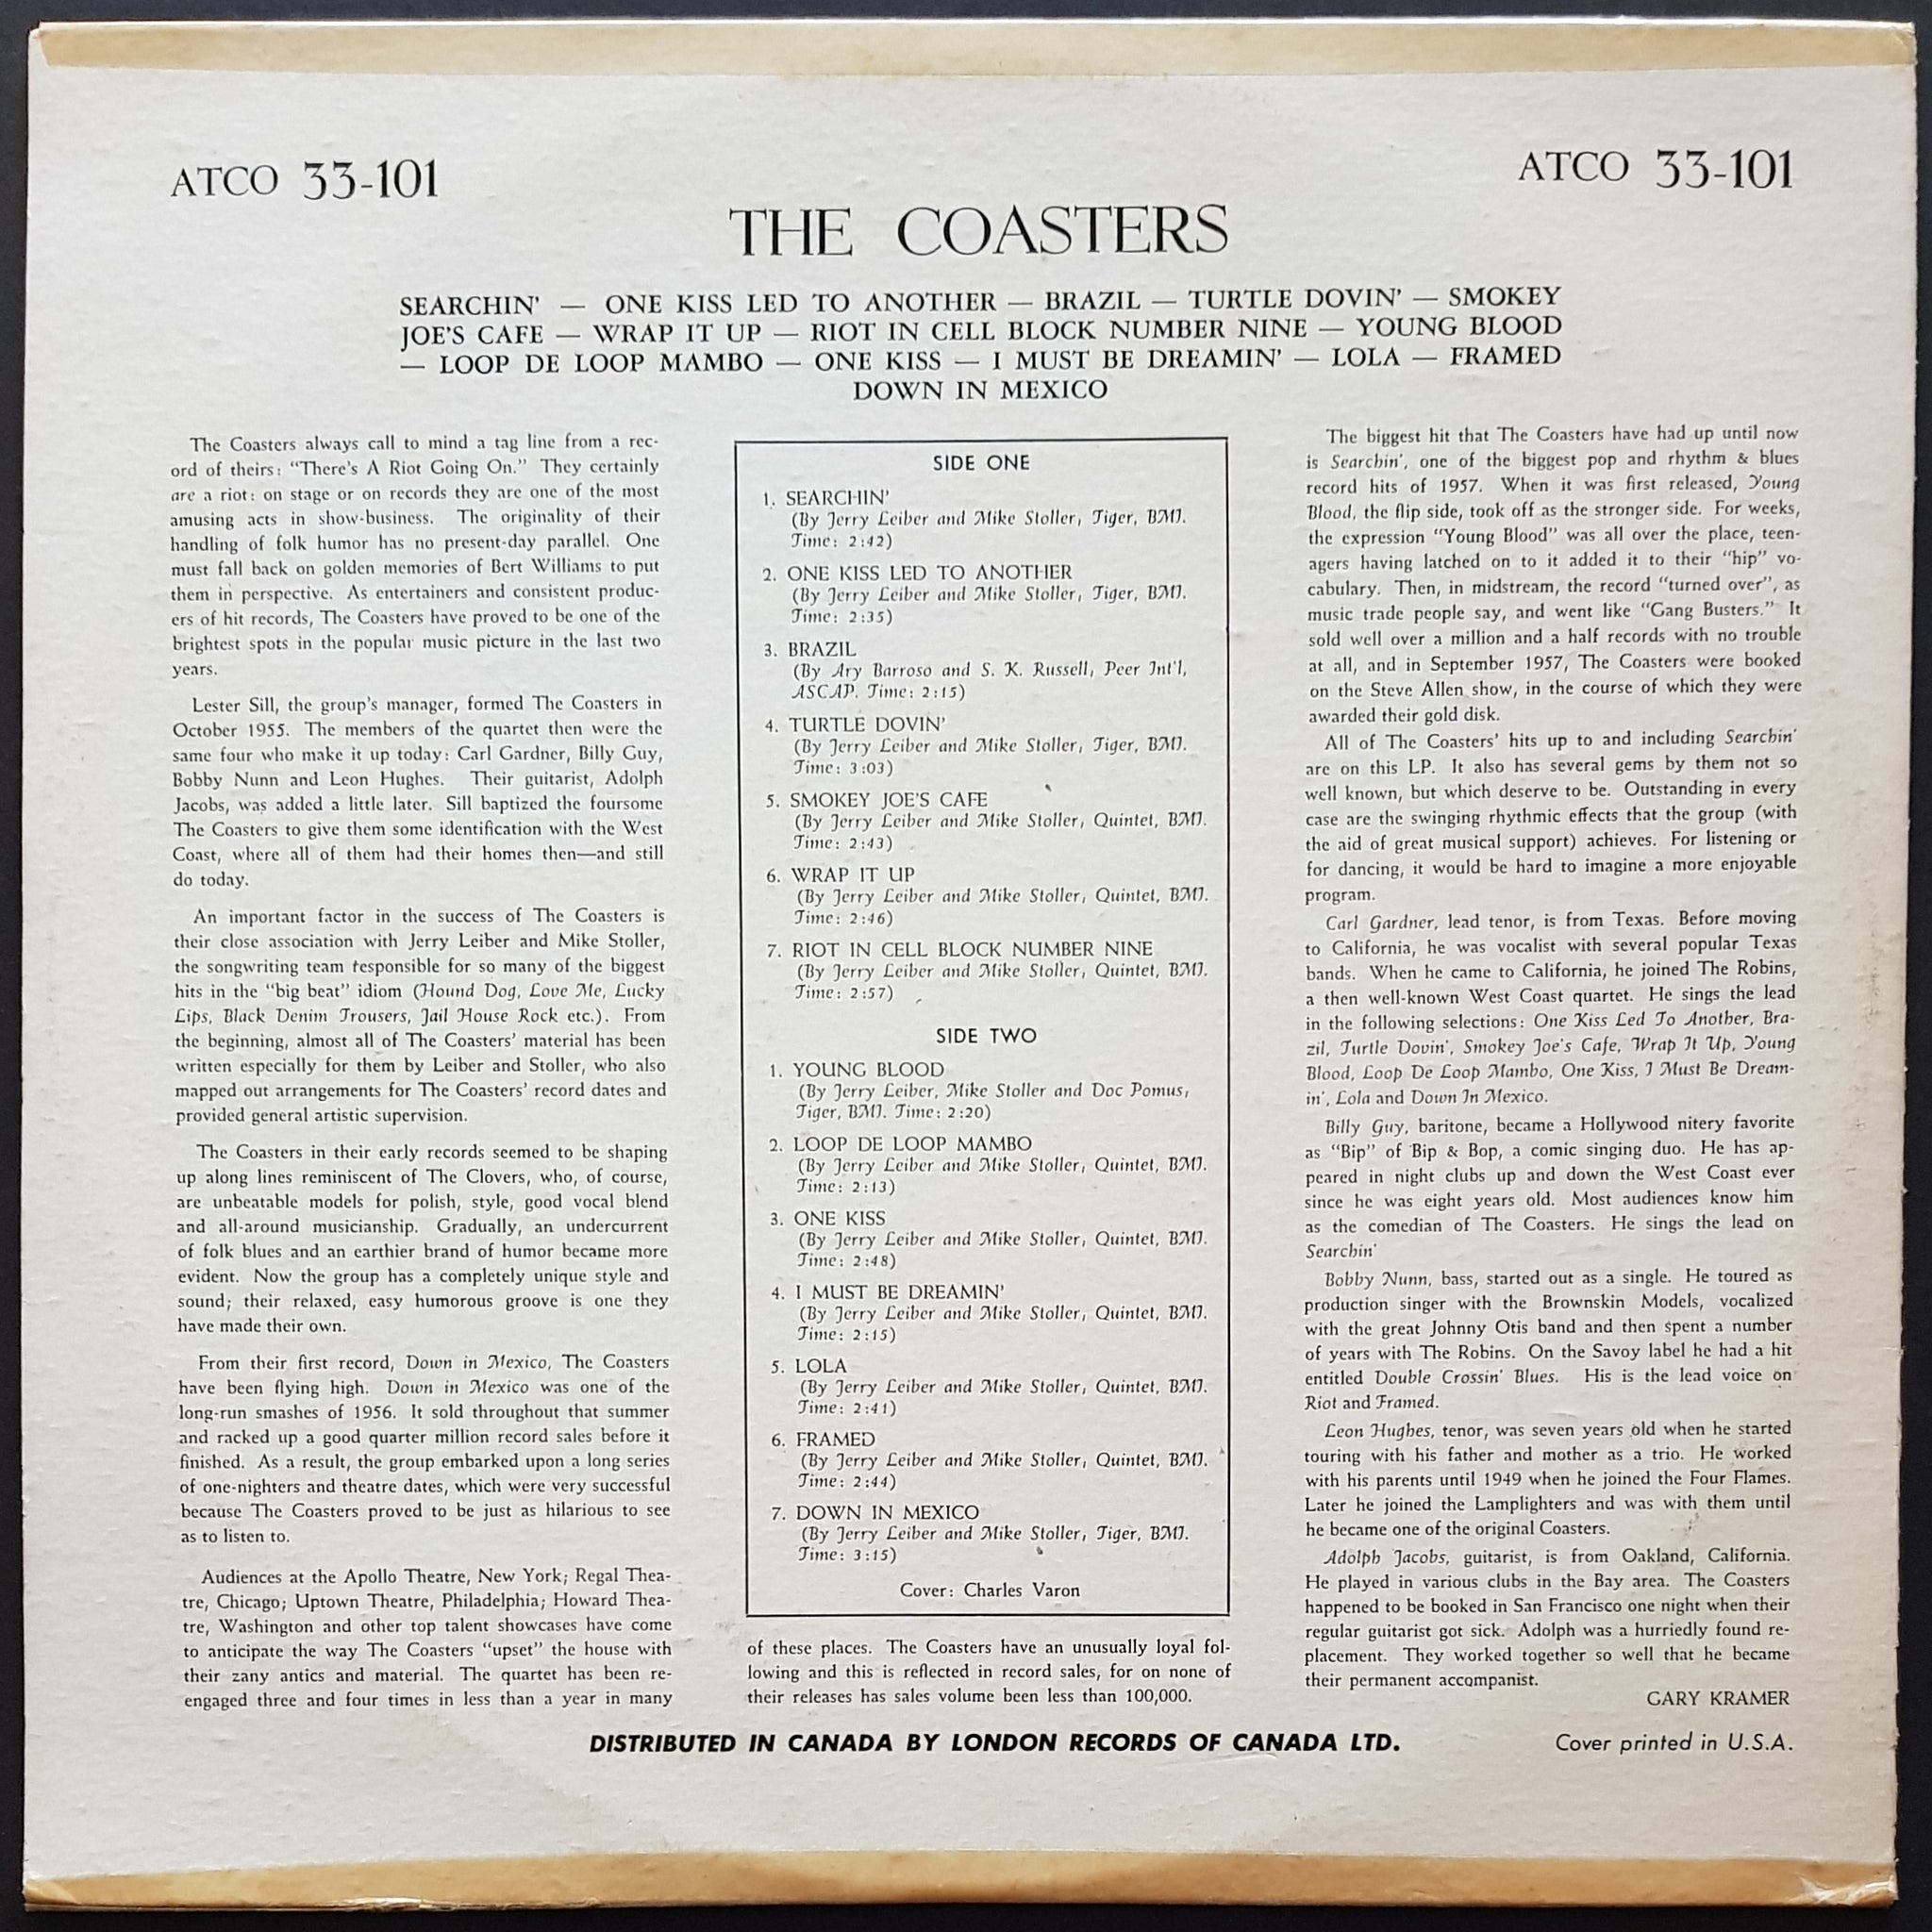 ATCO 33-101
ATCO 33-101
THE COASTERS
SEARCHIN' — ONE KISS LED TO ANOTHER — BRAZIL — TURTLE DOVIN' — SMOKEY
JOE'S CAFE — WRAP IT UP — RIOT IN CELL BLOCK NUMBER NINE — YOUNG BLOOD
— LOOP DE LOOP MAMBO — ONE KISS — I MUST BE DREAMIN' — LOLA — FRAMED
DOWN IN MEXICO
The Coasters always call to mind a tag line from a rec-
ord of theirs: "There's A Riot Going On." They certainly
are a riot: on stage or on records they are one of the most
amusing acts in show-business. The originality of their
handling of folk humor has no present-day parallel. One
must fall back on golden memories of Bert Williams to put
them in perspective. As entertainers and consistent produc-
ers of hit records, The Coasters have proved to be one of the
brightest spots in the popular music picture in the last two
years.
Lester Sill, the group's manager, formed The Coasters in
October 1955. The members of the quartet then were the
same four who make it up today: Carl Gardner, Billy Guy,
Bobby Nunn and Leon Hughes. Their guitarist, Adolph
Jacobs, was added a little later. Sill baptized the foursome
The Coasters to give them some identification with the West
Coast, where all of them had their homes then—and still
do today.
An important factor in the success of The Coasters is
their close association with Jerry Leiber and Mike Stoller,
the songwriting team responsible for so many of the biggest
hits in the "big beat" idiom (Hound Dog, Love Me, Lucky
Lips, Black Denim Trousers, Jail House Rock etc.). From
the beginning, almost all of The Coasters' material has been
written especially for them by Leiber and Stoller, who also
mapped out arrangements for The Coasters' record dates and
provided general artistic supervision.
The Coasters in their early records seemed to be shaping
up along lines reminiscent of The Clovers, who, of course,
are unbeatable models for polish, style, good vocal blend
and all-around musicianship. Gradually, an undercurrent
of folk blues and an earthier brand of humor became more
evident. Now the group has a completely unique style and
sound; their relaxed, easy humorous groove is one they
have made their own.
From their first record, Down in Mexico, The Coasters
have been flying high. Down in Mexico was one of the
long-run smashes of 1956. It sold throughout that summer
and racked up a good quarter million record sales before it
finished. As a result, the group embarked upon a long series
of one-nighters and theatre dates, which were very successful
because The Coasters proved to be just as hilarious to see
as to listen to.
Audiences at the Apollo Theatre, New York; Regal Thea-
tre, Chicago; Uptown Theatre, Philadelphia; Howard Thea-
tre, Washington and other top talent showcases have come
to anticipate the way The Coasters "upset" the house with
their zany antics and material. The quartet has been re-
engaged three and four times in less than a year in many
SIDE ONE
1. SEARCHIN'
(By Jerry Leiber and Mike Stoller, Tiger, BMI.
Time: 2:42)
2. ONE KISS LED TO ANOTHER
(By Jerry Leiber and Mike Stoller, Tiger, BMI.
Time: 2:35)
3. BRAZIL
(By Ary Barroso and S. K. Russell, Peer Int'l,
ASCAP. Time: 2:15)
4. TURTLE DOVIN'
(By Jerry Leiber and Mike Stoller, Tiger, BMI.
Time: 3:03)
5. SMOKEY JOE'S CAFE
(By Jerry Leiber and Mike Stoller, Quintet, BMI.
Time: 2:43)
6. WRAP IT UP
(By Jerry Leiber and Mike Stoller, Quintet, BMI.
Time: 2:46)
7. RIOT IN CELL BLOCK NUMBER NINE
(By Jerry Leiber and Mike Stoller, Quintet, BMI.
Time: 2:57)
SIDE TWO
1. YOUNG BLOOD
(By Jerry Leiber, Mike Stoller and Doc Pomus,
Tiger, BMI. Time: 2:20)
2. LOOP DE LOOP MAMBO
(By Jerry Leiber and Mike Stoller, Quintet, BMI.
Time: 2:13)
3. ONE KISS
(By Jerry Leiber and Mike Stoller, Quintet, BMI.
Time: 2:48)
4. I MUST BE DREAMIN'
(By Jerry Leiber and Mike Stoller, Quintet, BMI.
Time: 2:15)
5. LOLA
(By Jerry Leiber and Mike Stoller, Quintet, BMI.
Time: 2:41)
6. FRAMED
(By Jerry Leiber and Mike Stoller, Quintet, BMI.
Time: 2:44)
7. DOWN IN MEXICO
(By Jerry Leiber and Mike Stoller, Tiger, BMI.
Time: 3:15)
Cover: Charles Varon
of these places. The Coasters have an unusually loyal fol-
lowing and this is reflected in record sales, for on none of
their releases has sales volume been less than 100,000.
The biggest hit that The Coasters have had up until now
is Searchin', one of the biggest pop and rhythm & blues
record hits of 1957. When it was first released, Young
Blood, the flip side, took off as the stronger side. For weeks,
the expression "Young Blood" was all over the place, teen-
agers having latched on to it added it to their "hip" vo-
cabulary. Then, in midstream, the record "turned over", as
music trade people say, and went like "Gang Busters." It
sold well over a million and a half records with no trouble
at all, and in September 1957, The Coasters were booked
on the Steve Allen show, in the course of which they were
awarded their gold disk.
All of The Coasters' hits up to and including Searchin'
are on this LP. It also has several gems by them not so
well known, but which deserve to be. Outstanding in every
case are the swinging rhythmic effects that the group (with
the aid of great musical support) achieves. For listening or
for dancing, it would be hard to imagine a more enjoyable
program.
Carl Gardner, lead tenor, is from Texas. Before moving
to California, he was vocalist with several popular Texas
bands. When he came to California, he joined The Robins,
a then well-known West Coast quartet. He sings the lead
in the following selections: One Kiss Led To Another, Bra-
zil, Turtle Dovin', Smokey Joe's Cafe, Wrap It Up, Young
Blood, Loop De Loop Mambo, One Kiss, I Must Be Dream-
in', Lola and Down In Mexico.
Billy Guy, baritone, became a Hollywood nitery favorite
as "Bip" of Bip & Bop, a comic singing duo. He has ap-
peared in night clubs up and down the West Coast ever
since he was eight years old. Most audiences know him
as the comedian of The Coasters. He sings the lead on
Searchin'
Bobby Nunn, bass, started out as a single. He toured as
production singer with the Brownskin Models, vocalized
with the great Johnny Otis band and then spent a number
of years with The Robins. On the Savoy label he had a hit
entitled Double Crossin' Blues. His is the lead voice on
Riot and Framed.
Leon Hughes, tenor, was seven years old when he started
touring with his father and mother as a trio. He worked
with his parents until 1949 when he joined the Four Flames.
Later he joined the Lamplighters and was with them until
he became one of the original Coasters.
Adolph Jacobs, guitarist, is from Oakland, California.
He played in various clubs in the Bay area. The Coasters
happened to be booked in San Francisco one night when their
regular guitarist got sick. Adolph was a hurriedly found re-
placement. They worked together so well that he became
their permanent accompanist.
GARY KRAMER
DISTRIBUTED IN CANADA BY LONDON RECORDS OF CANADA LTD.
Cover printed in U.S.A.